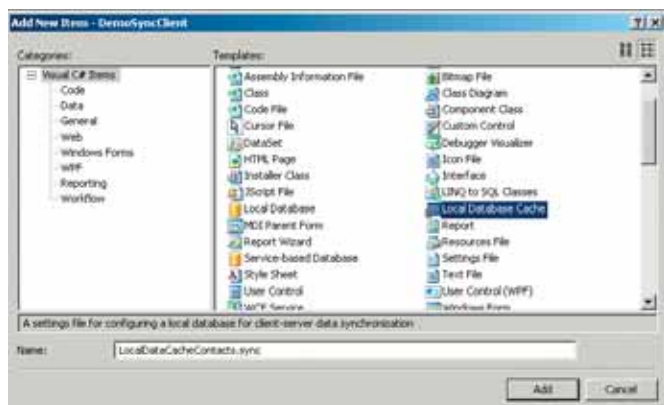 Add New Item - DemoSyncClient
Categories:
Templates:
Visual C# Items
Code
Data
General
Web
Windows Forms
WPF
Reporting
Workflow
Assembly Information File
Class
Code File
Cursor File
DataSet
HTML Page
Installer Class
JScript File
Local Database
MDI Parent Form
Report Wizard
Service-based Database
Style Sheet
User Control
WCF Service
Bitmap File
Class Diagram
Component Class
Custom Control
Debugger Visualizer
Icon File
Interface
LINQ to SQL Classes
Local Database Cache
Report
Resources File
Settings File
Text File
User Control (WPF)
Windows Form
A settings file for configuring a local database for client-server data synchronization
Name:
LocalDataCacheContacts.sync
Add
Cancel